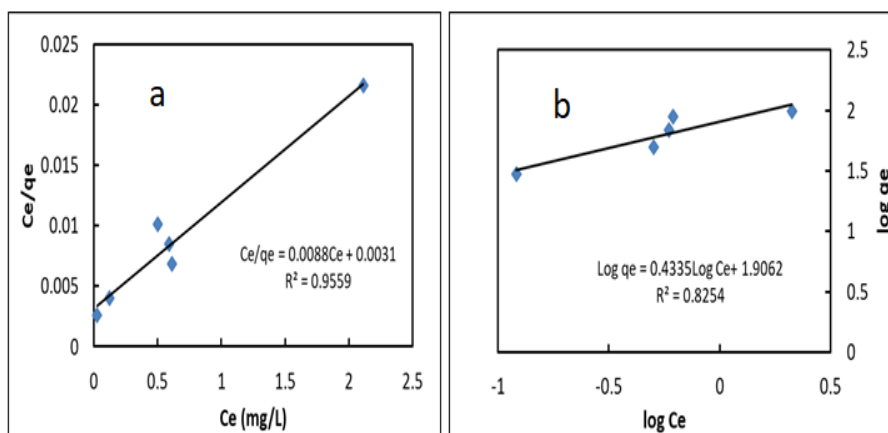 0.025
0.02
0.015
0.01
0.005
0
Ce/qe
a
Ce/qe = 0.0088Ce + 0.0031
R² = 0.9559
0 0.5 1 1.5 2 2.5
Ce (mg/L)
b
2.5
2
1.5
1
0.5
0
log qe
Log qe = 0.4335Log Ce+ 1.9062
R² = 0.8254
-1 -0.5 0 0.5
log Ce